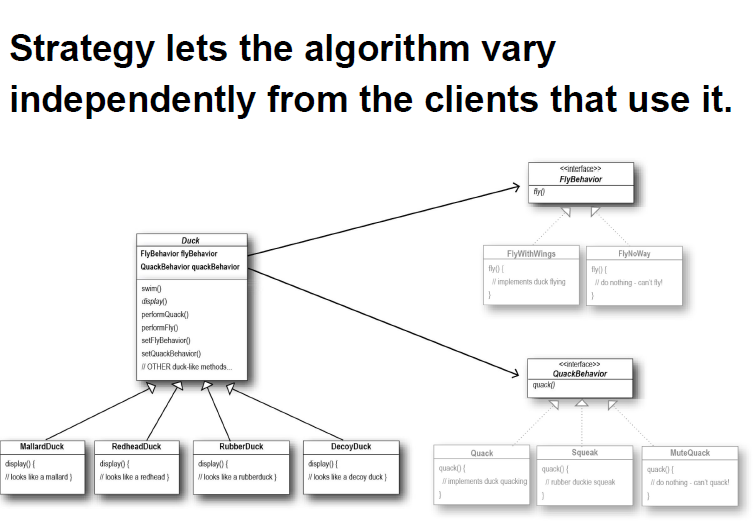 Strategy lets the algorithm vary
independently from the clients that use it.
<<interface>>
FlyBehavior
fly()
FlyWithWings
fly() {
// implements duck flying
}
FlyNoWay
fly() {
// do nothing - can't fly!
}
Duck
FlyBehavior flyBehavior
QuackBehavior quackBehavior
swim()
display()
performQuack()
performFly()
setFlyBehavior()
setQuackBehavior()
// OTHER duck-like methods...
<<interface>>
QuackBehavior
quack()
MallardDuck
display() {
// looks like a mallard }
RedheadDuck
display() {
// looks like a redhead }
RubberDuck
display() {
// looks like a rubberduck }
DecoyDuck
display() {
// looks like a decoy duck }
Quack
quack() {
// implements duck quacking
}
Squeak
quack() {
// rubber duckie squeak
}
MuteQuack
quack() {
// do nothing - can't quack!
}